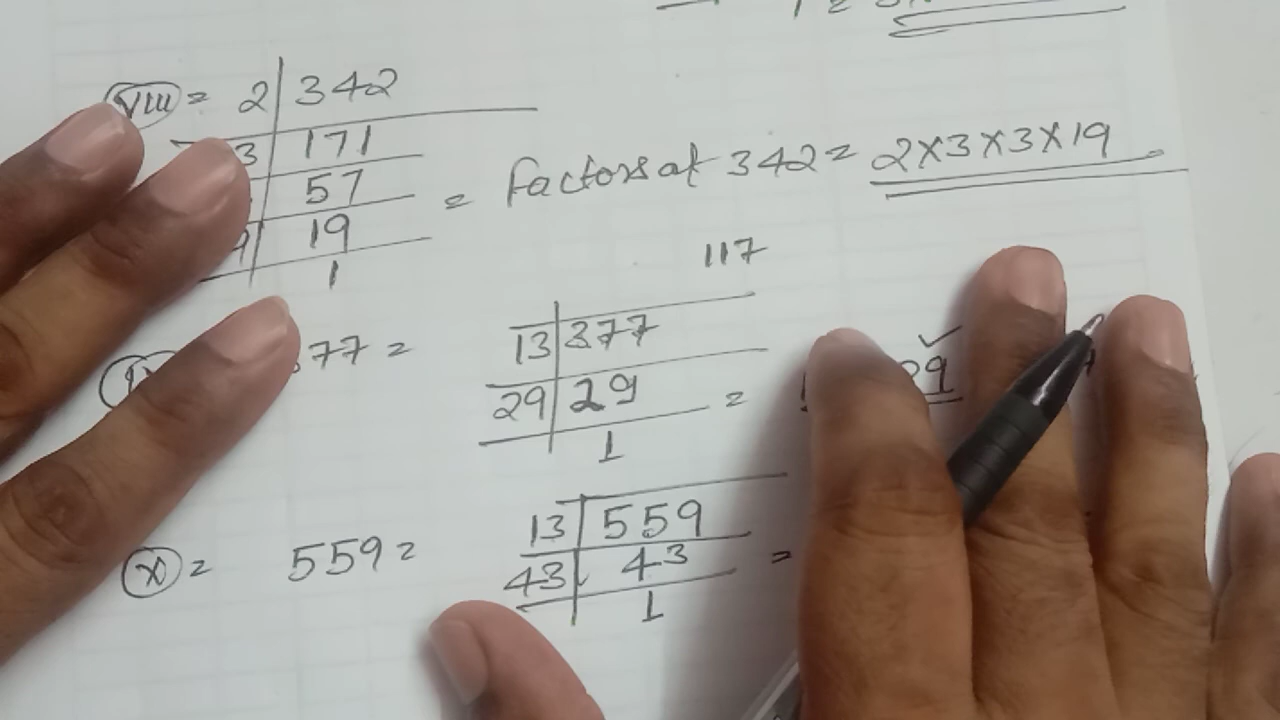 VIII = 2 342
3 171
57
19
1
= Factors of 342 = 2×3×3×19
117
77 =
13 377
29 29 =
1
9 ✓
X = 559 =
13 559
43 43 =
1